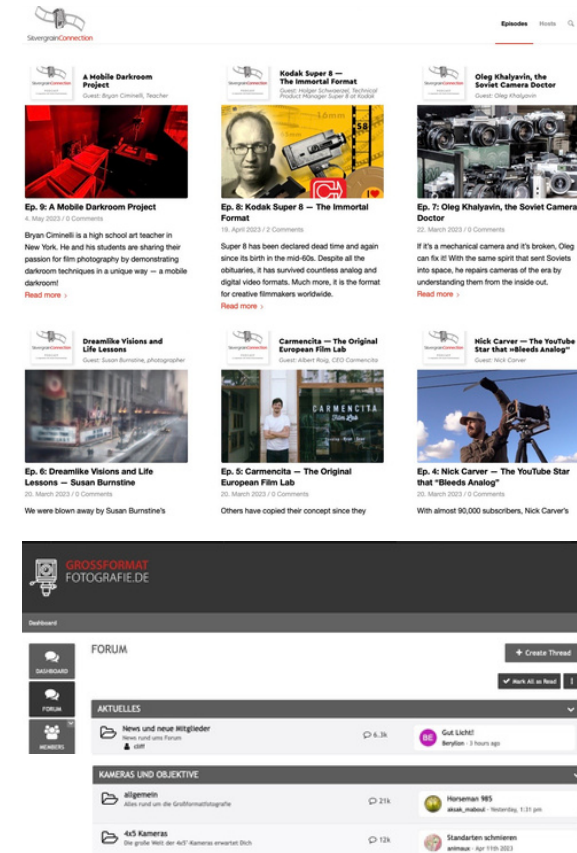 SilvergrainConnection
Episodes Hosts
A Mobile Darkroom
Project
Guest: Bryan Ciminell, Teacher
Kodak Super 8 —
The Immortal Format
Guest: Holger Schwaerzel, Technical
Product Manager Super 8 at Kodak
Oleg Khalyavin, the
Soviet Camera Doctor
Guest: Oleg Khalyavin
Ep. 9: A Mobile Darkroom Project
4. May 2023 / 0 Comments
Bryan Ciminelli is a high school art teacher in
New York. He and his students are sharing their
passion for film photography by demonstrating
darkroom techniques in a unique way — a mobile
darkroom!
Read more ›
Ep. 8: Kodak Super 8 — The Immortal
Format
19. April 2023 / 2 Comments
Super 8 has been declared dead time and again
since its birth in the mid-60s. Despite all the
obituaries, it has survived countless analog and
digital video formats. Much more, it is the format
for creative filmmakers worldwide.
Read more ›
Ep. 7: Oleg Khalyavin, the Soviet Camera
Doctor
22. March 2023 / 0 Comments
If it's a mechanical camera and it's broken, Oleg
can fix it! With the same spirit that sent Soviets
into space, he repairs cameras of the era by
understanding them from the inside out.
Read more ›
Dreamlike Visions and
Life Lessons
Guest: Susan Burnstine, photographer
Carmencita — The Original
European Film Lab
Guest: Albert Roig, CEO Carmencita
Nick Carver — The YouTube
Star that »Bleeds Analog“
Guest: Nick Carver
CARMENCITA
Film Lab
Ep. 6: Dreamlike Visions and Life
Lessons — Susan Burnstine
20. March 2023 / 0 Comments
We were blown away by Susan Burnstine's
Ep. 5: Carmencita — The Original
European Film Lab
20. March 2023 / 0 Comments
Others have copied their concept since they
Ep. 4: Nick Carver — The YouTube Star
that “Bleeds Analog”
20. March 2023 / 0 Comments
With almost 90,000 subscribers, Nick Carver's
GROSSFORMAT
FOTOGRAFIE.DE
Dashboard
DASHBOARD
FORUM
MEMBERS
FORUM
+ Create Thread
Mark All as Read
AKTUELLES
News und neue Mitglieder
News rund ums Forum
cliff
6.3k
BE
Gut Licht!
Beryllon - 3 hours ago
KAMERAS UND OBJEKTIVE
allgemein
Alles rund um die Großformatfotografie
21k
Horseman 985
aksak_maboul - Yesterday, 1:31 pm
4x5 Kameras
Die große Welt der 4x5" Kameras erwartet Dich
12k
Standarten schmieren
animaux - Apr 11th 2023